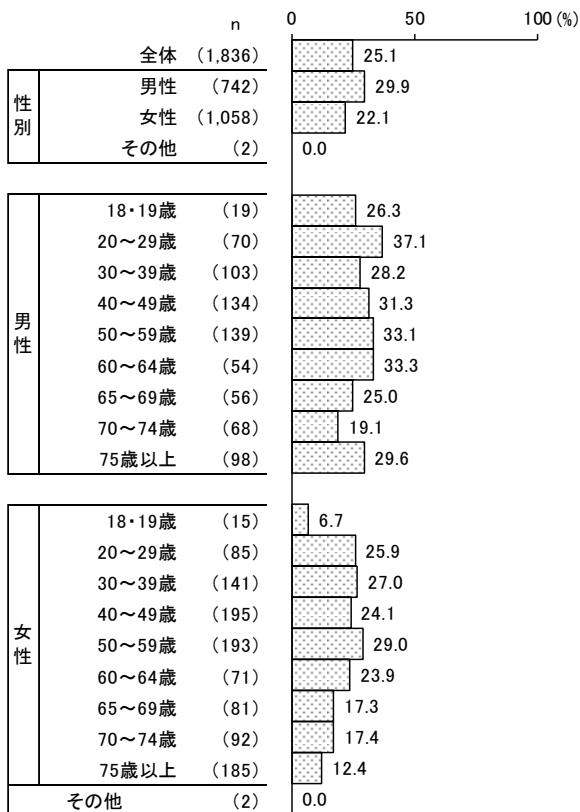 0 50 100 (%)
n
全体 (1,836) 25.1
性別
男性 (742) 29.9
女性 (1,058) 22.1
その他 (2) 0.0
男性
18・19歳 (19) 26.3
20～29歳 (70) 37.1
30～39歳 (103) 28.2
40～49歳 (134) 31.3
50～59歳 (139) 33.1
60～64歳 (54) 33.3
65～69歳 (56) 25.0
70～74歳 (68) 19.1
75歳以上 (98) 29.6
女性
18・19歳 (15) 6.7
20～29歳 (85) 25.9
30～39歳 (141) 27.0
40～49歳 (195) 24.1
50～59歳 (193) 29.0
60～64歳 (71) 23.9
65～69歳 (81) 17.3
70～74歳 (92) 17.4
75歳以上 (185) 12.4
その他 (2) 0.0